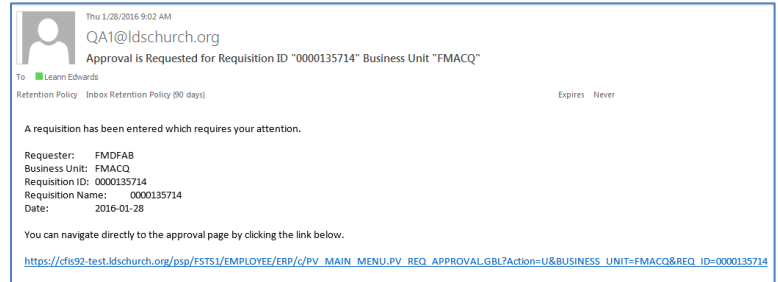 Thu 1/28/2016 9:02 AM
QA1@ldschurch.org
Approval is Requested for Requisition ID "0000135714" Business Unit "FMACQ"
To Leann Edwards
Retention Policy Inbox Retention Policy (90 days) Expires Never
A requisition has been entered which requires your attention.
Requester: FMDFAB
Business Unit: FMACQ
Requisition ID: 0000135714
Requisition Name: 0000135714
Date: 2016-01-28
You can navigate directly to the approval page by clicking the link below.
https://cfis92-test.ldschurch.org/psp/FSTS1/EMPLOYEE/ERP/c/PV_MAIN_MENU.PV_REQ_APPROVAL.GBL?Action=U&BUSINESS_UNIT=FMACQ&REQ_ID=0000135714